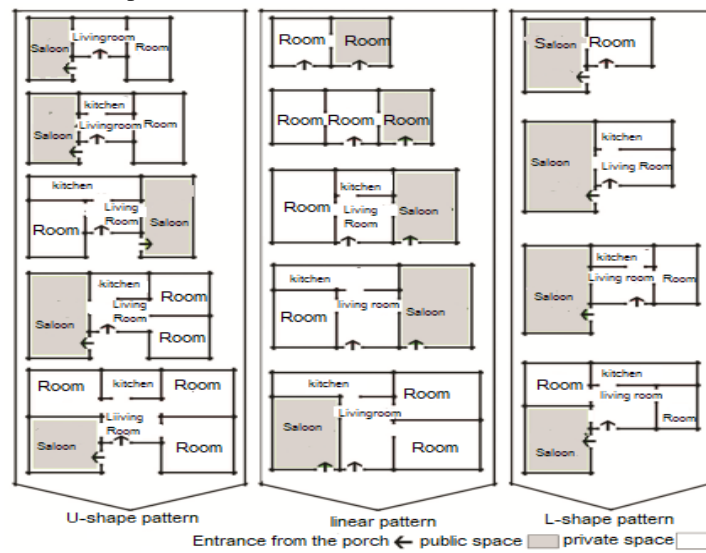 Saloon
Livingroom
Room
kitchen
Saloon
Livingroom
Room
kitchen
Room
Living
Room
Saloon
kitchen
Room
Living
Room
Saloon
Room
Room
kitchen
Room
Liiving
Room
Saloon
Room
U-shape pattern
Room
Room
Room
Room
Room
kitchen
Room
Living
Room
Saloon
kitchen
living room
Room
Saloon
kitchen
Room
Livingroom
Saloon
Room
linear pattern
Saloon
Room
kitchen
Saloon
Living Room
kitchen
Living room
Room
Saloon
Room
kitchen
living room
Room
Saloon
L-shape pattern
Entrance from the porch public space private space